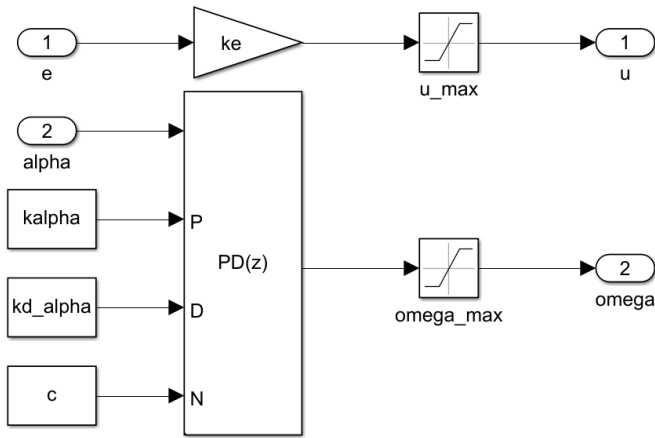 1
ke
1
e
u_max
u
2
alpha
kalpha
P
PD(z)
2
kd_alpha
D
omega_max
omega
c
N